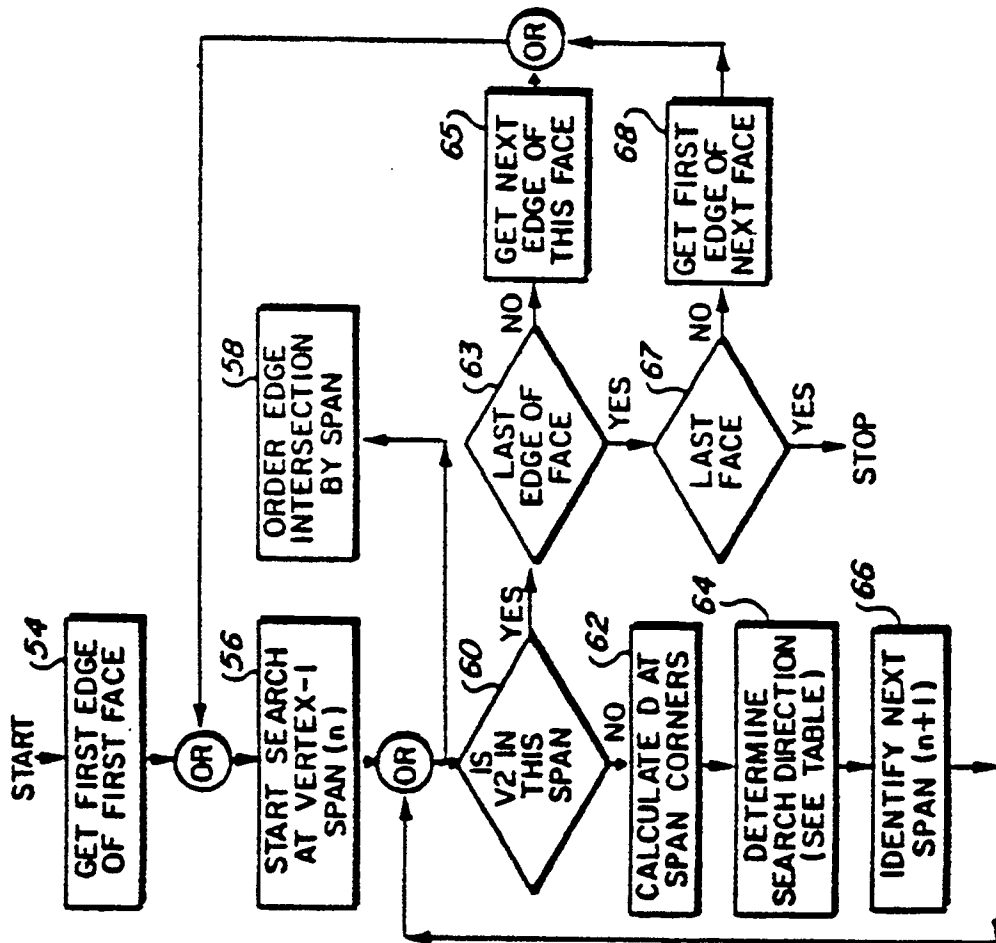 START
54
GET FIRST EDGE
OF FIRST FACE
OR
56
START SEARCH
AT VERTEX-1
SPAN (n)
OR
58
ORDER EDGE
INTERSECTION
BY SPAN
60
IS
V2 IN
THIS
SPAN
YES
NO
62
CALCULATE D AT
SPAN CORNERS
64
DETERMINE
SEARCH DIRECTION
(SEE TABLE)
66
IDENTIFY NEXT
SPAN (n+1)
63
LAST
EDGE OF
FACE
NO
YES
65
GET NEXT
EDGE OF
THIS FACE
67
LAST
FACE
NO
YES
STOP
68
GET FIRST
EDGE OF
NEXT FACE
OR